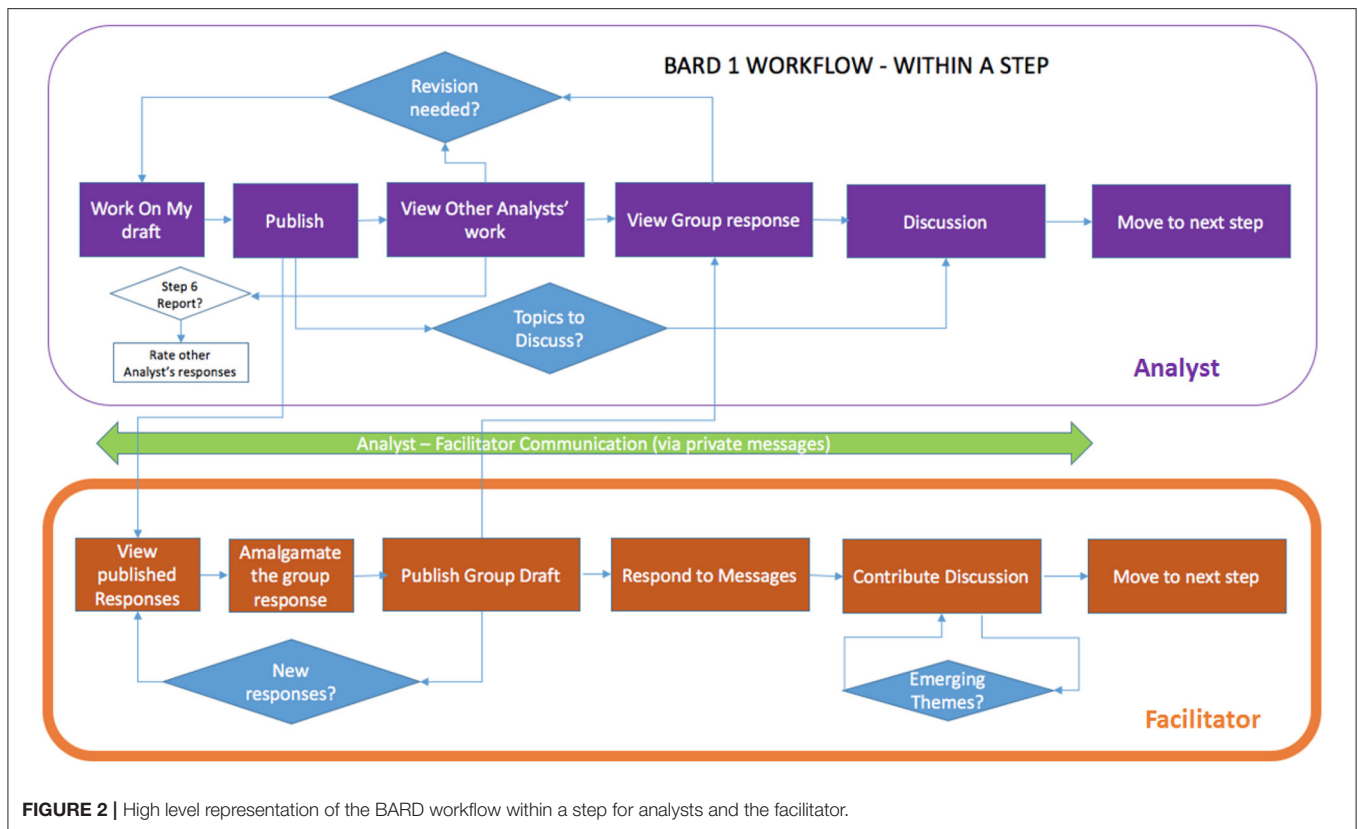 BARD 1 WORKFLOW - WITHIN A STEP
Revision
needed?
Work On My
draft
Publish
View Other Analysts'
work
View Group response
Discussion
Move to next step
Step 6
Report?
Topics to
Discuss?
Rate other
Analyst's responses
Analyst
Analyst – Facilitator Communication (via private messages)
View
published
Responses
Amalgamate
the group
response
Publish Group Draft
Respond to Messages
Contribute Discussion
Move to next step
New
responses?
Emerging
Themes?
Facilitator
FIGURE 2 | High level representation of the BARD workflow within a step for analysts and the facilitator.